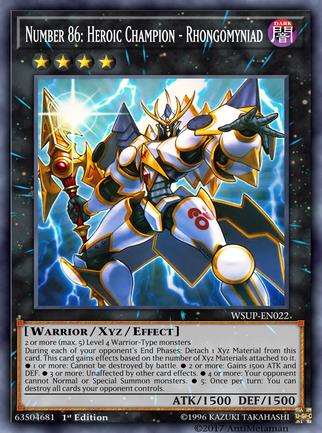 Number 86: Heroic Champion - Rhongomyniad
DARK
闇
86
WSUP-EN022
[Warrior/Xyz/Effect]
2 or more (max. 5) Level 4 Warrior-Type monsters
During each of your opponent's End Phases: Detach 1 Xyz Material from
this card. This card gains effects based on the number of Xyz Materials attached to it.
● 1 or more: Cannot be destroyed by battle. ● 2 or more: Gains 1500 ATK and
DEF. ● 3 or more: Unaffected by other card effects. ● 4 or more: Your opponent
cannot Normal or Special Summon monsters. ● 5: Once per turn: You can
destroy all cards your opponent controls.
ATK/1500 DEF/1500
63504681 1st Edition ©1996 KAZUKI TAKAHASHI
©2017 AntiMetaman